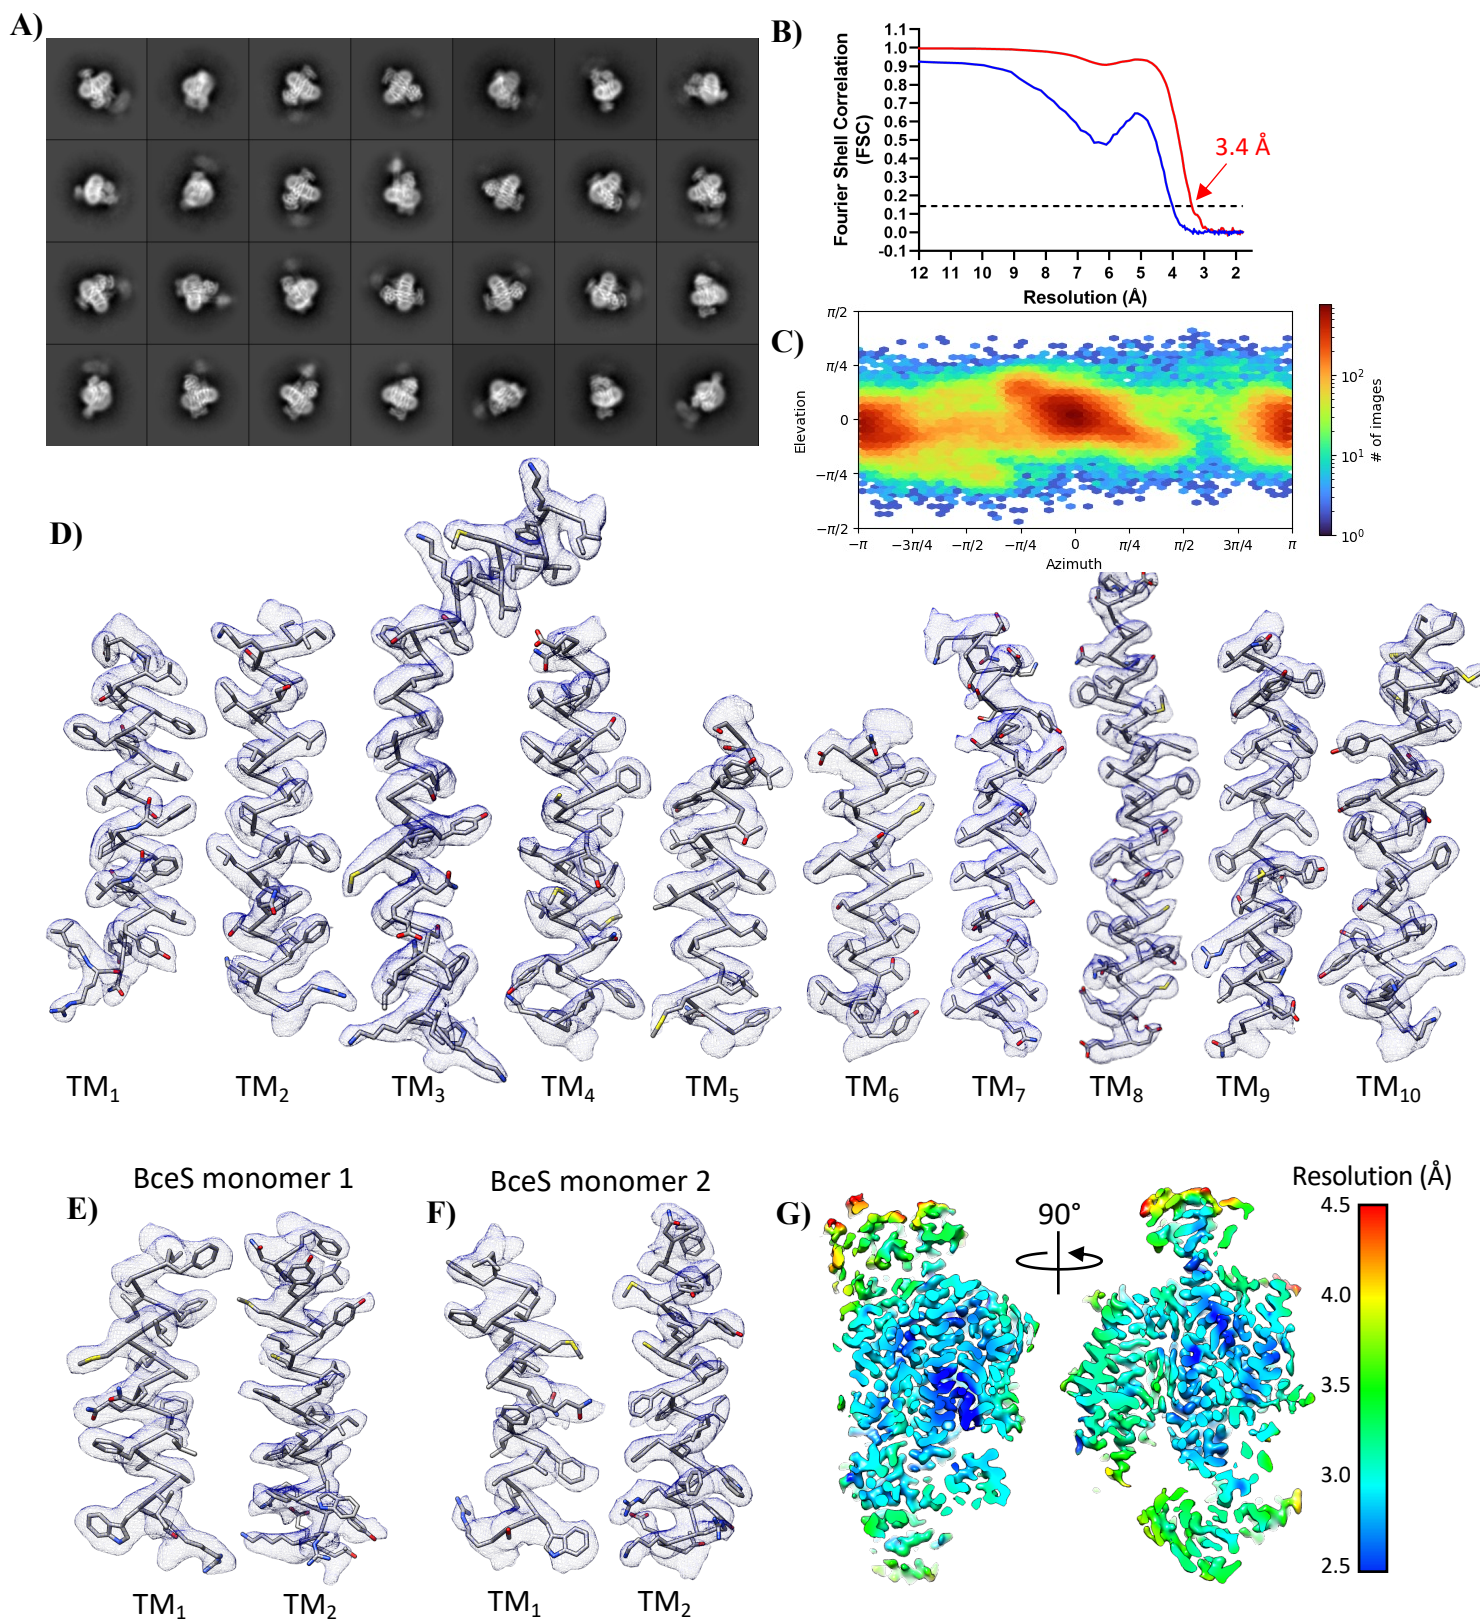 A)
B)
Fourier Shell Correlation
(FSC)
1.1
1.0
0.9
0.8
0.7
0.6
0.5
0.4
0.3
0.2
0.1
0.0
-0.1
3.4 Å
12 11 10 9 8 7 6 5 4 3 2
Resolution (Å)
C)
Elevation
π/2
π/4
0
−π/4
−π/2
−π −3π/4 −π/2 −π/4 0 π/4 π/2 3π/4 π
Azimuth
10²
10¹
10⁰
# of images
D)
TM₁ TM₂ TM₃ TM₄ TM₅ TM₆ TM₇ TM₈ TM₉ TM₁₀
E)
BceS monomer 1
TM₁ TM₂
F)
BceS monomer 2
TM₁ TM₂
G)
90°
Resolution (Å)
4.5
4.0
3.5
3.0
2.5